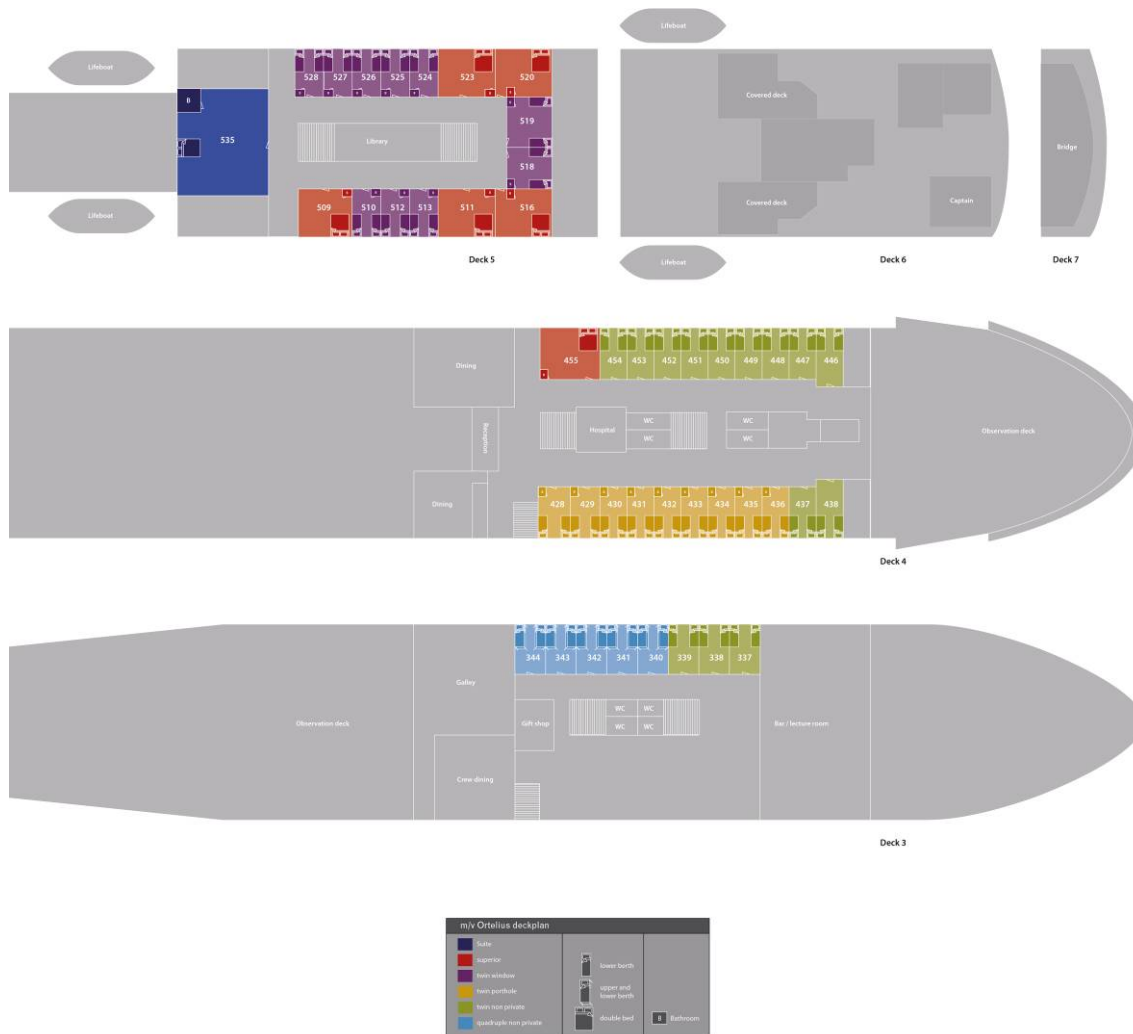 Lifeboat
Lifeboat
B
535
528
527
526
525
524
523
520
519
518
Library
509
510
512
513
511
516
Deck 5
Lifeboat
Lifeboat
Covered deck
Covered deck
Captain
Deck 6
Bridge
Deck 7
Dining
Reception
Dining
455
454
453
452
451
450
449
448
447
446
Hospital
WC
WC
WC
WC
428
429
430
431
432
433
434
435
436
437
438
Observation deck
Deck 4
Observation deck
Galley
Crew dining
Gift shop
344
343
342
341
340
339
338
337
WC
WC
WC
WC
Bar / lecture room
Deck 3
m/v Ortelius deckplan
Suite
superior
twin window
twin porthole
twin non private
quadruple non private
lower berth
upper and
lower berth
double bed
B Bathroom